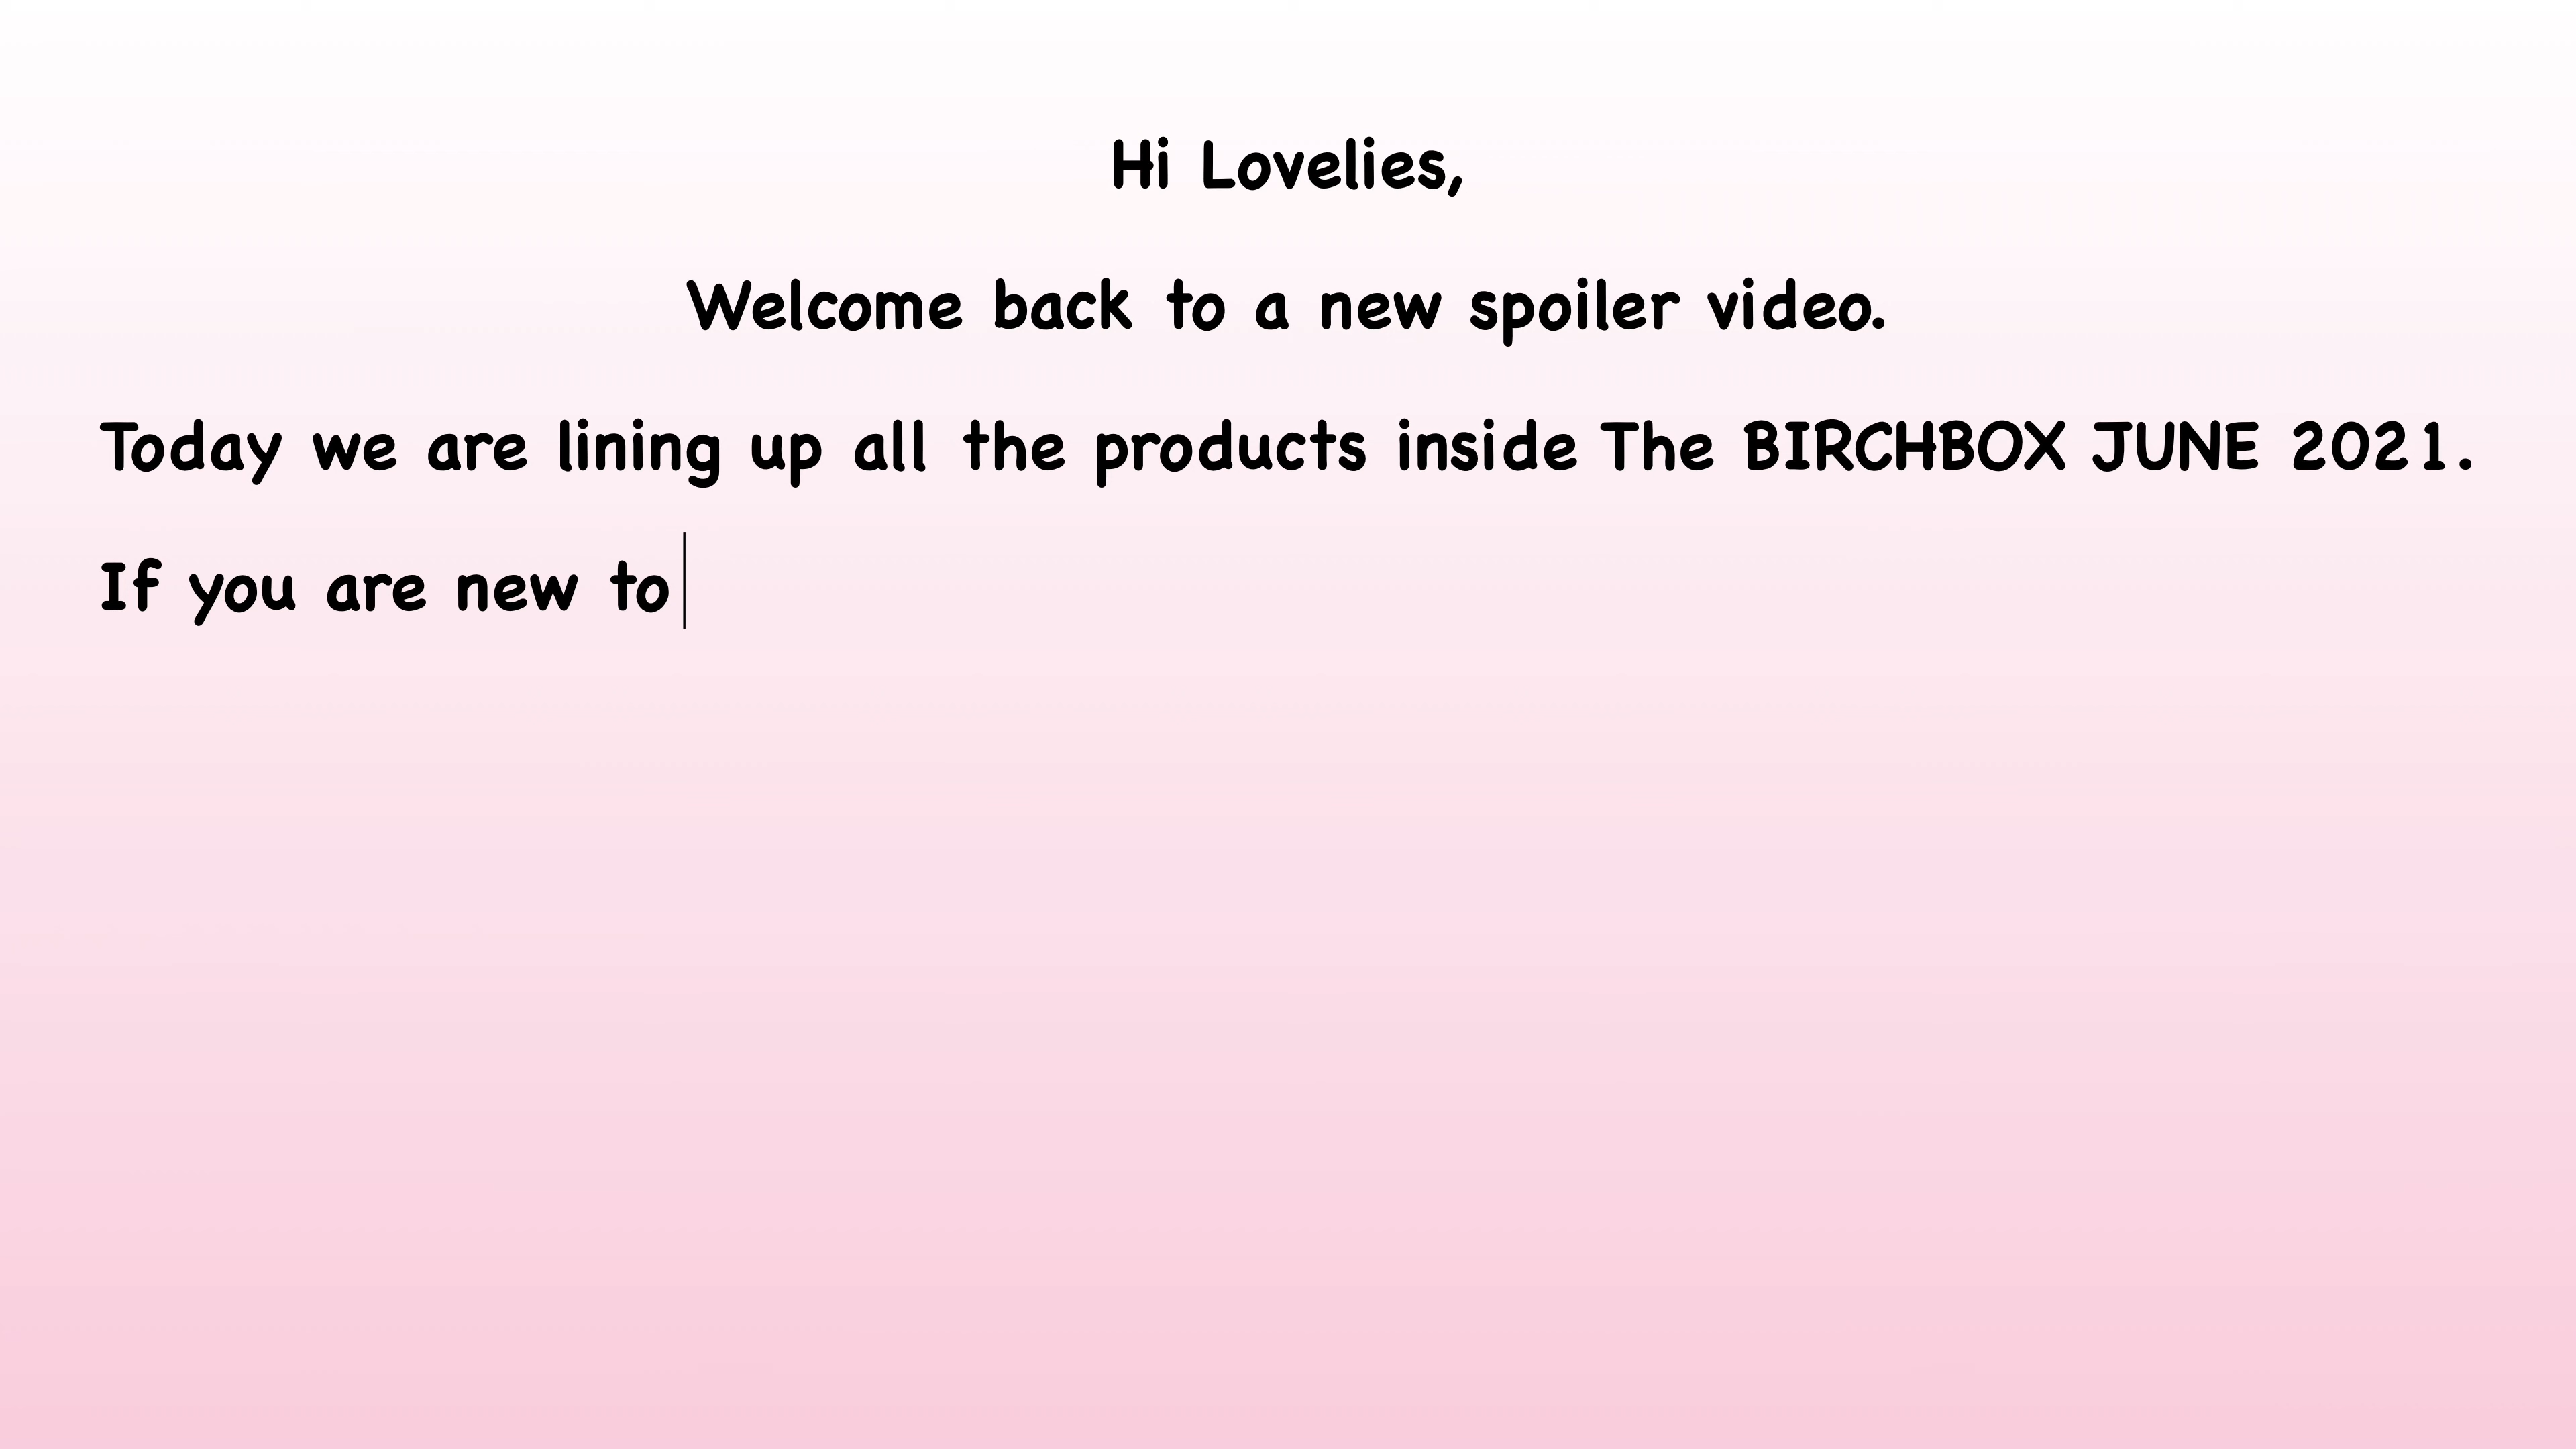 Hi Lovelies,
Welcome back to a new spoiler video.
Today we are lining up all the products inside The BIRCHBOX JUNE 2021.
If you are new to